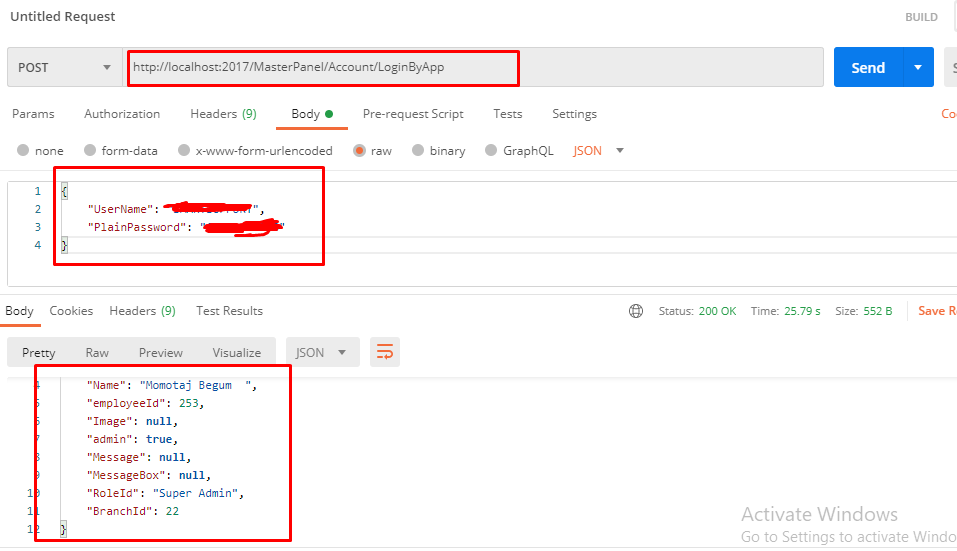 Untitled Request BUILD
POST http://localhost:2017/MasterPanel/Account/LoginByApp Send
Params Authorization Headers (9) Body Pre-request Script Tests Settings
none form-data x-www-form-urlencoded raw binary GraphQL JSON
1 {
2 "UserName": ",
3 "PlainPassword": " "
4 }
Body Cookies Headers (9) Test Results Status: 200 OK Time: 25.79 s Size: 552 B Save
Pretty Raw Preview Visualize JSON
4 "Name": "Momotaj Begum  ",
5 "employeeId": 253,
6 "Image": null,
7 "admin": true,
8 "Message": null,
9 "MessageBox": null,
10 "RoleId": "Super Admin",
11 "BranchId": 22
12 }
Activate Windows
Go to Settings to activate Windo